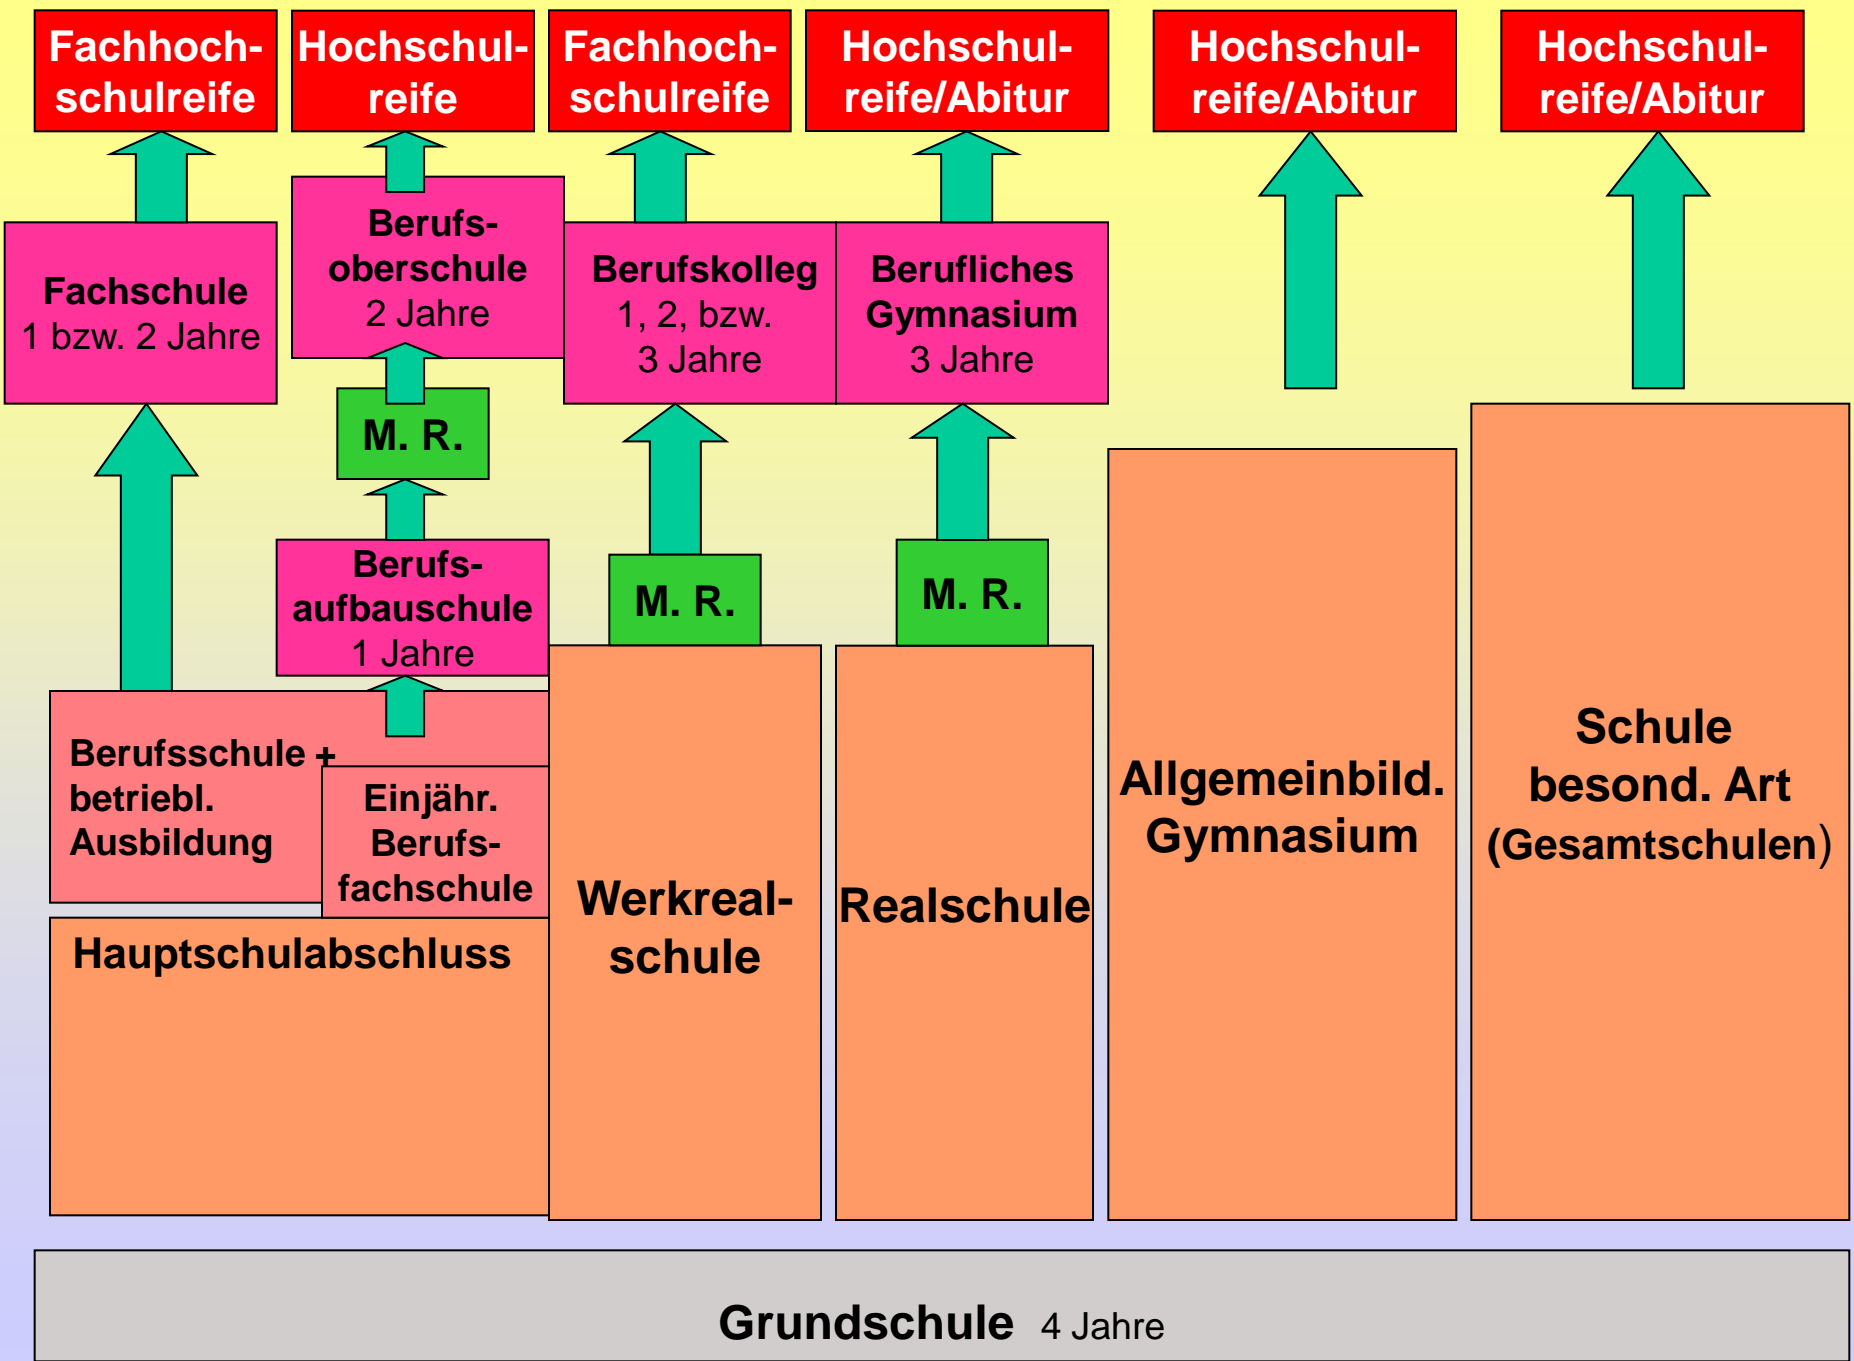 Fachhoch-
schulreife
Hochschul-
reife
Fachhoch-
schulreife
Hochschul-
reife/Abitur
Hochschul-
reife/Abitur
Hochschul-
reife/Abitur
Fachschule
1 bzw. 2 Jahre
Berufs-
oberschule
2 Jahre
Berufskolleg
1, 2, bzw.
3 Jahre
Berufliches
Gymnasium
3 Jahre
M. R.
Berufs-
aufbauschule
1 Jahre
M. R.
M. R.
Berufsschule +
betriebl.
Ausbildung
Einjähr.
Berufs-
fachschule
Hauptschulabschluss
Werkreal-
schule
Realschule
Allgemeinbild.
Gymnasium
Schule
besond. Art
(Gesamtschulen)
Grundschule 4 Jahre